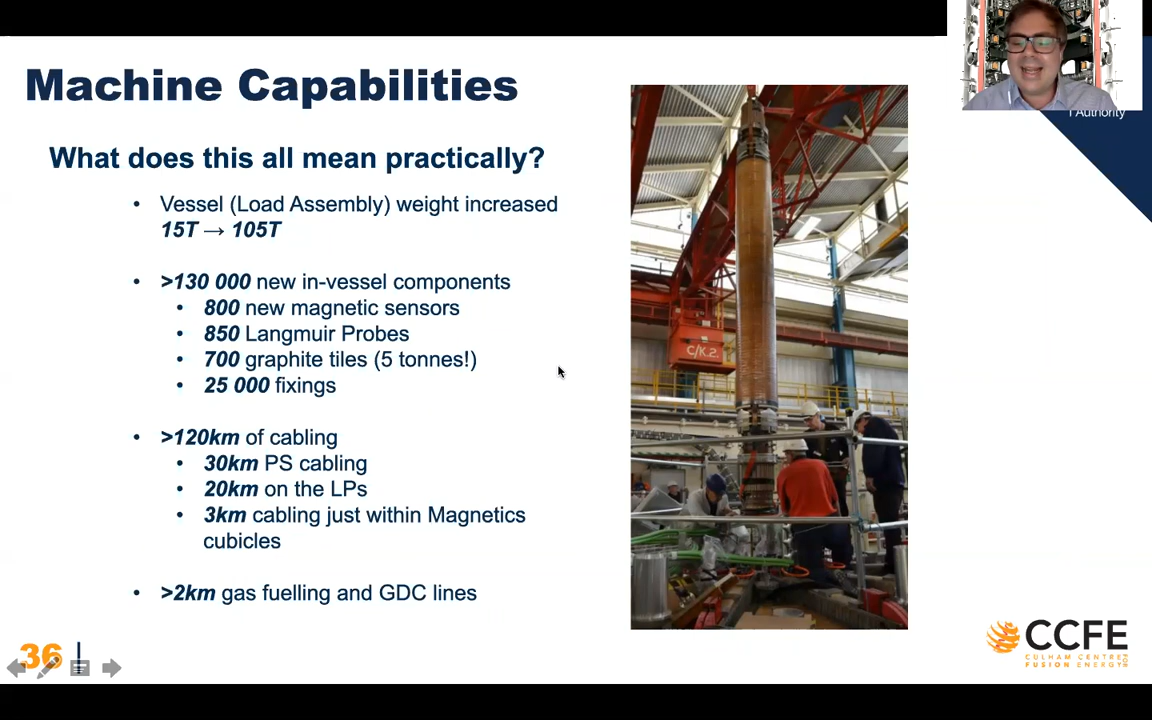 Machine Capabilities
What does this all mean practically?
• Vessel (Load Assembly) weight increased
15T → 105T
• >130 000 new in-vessel components
• 800 new magnetic sensors
• 850 Langmuir Probes
• 700 graphite tiles (5 tonnes!)
• 25 000 fixings
• >120km of cabling
• 30km PS cabling
• 20km on the LPs
• 3km cabling just within Magnetics
cubicles
• >2km gas fuelling and GDC lines
C/K.2.
Authority
36
CCFE
CULHAM CENTRE FOR
FUSION ENERGY